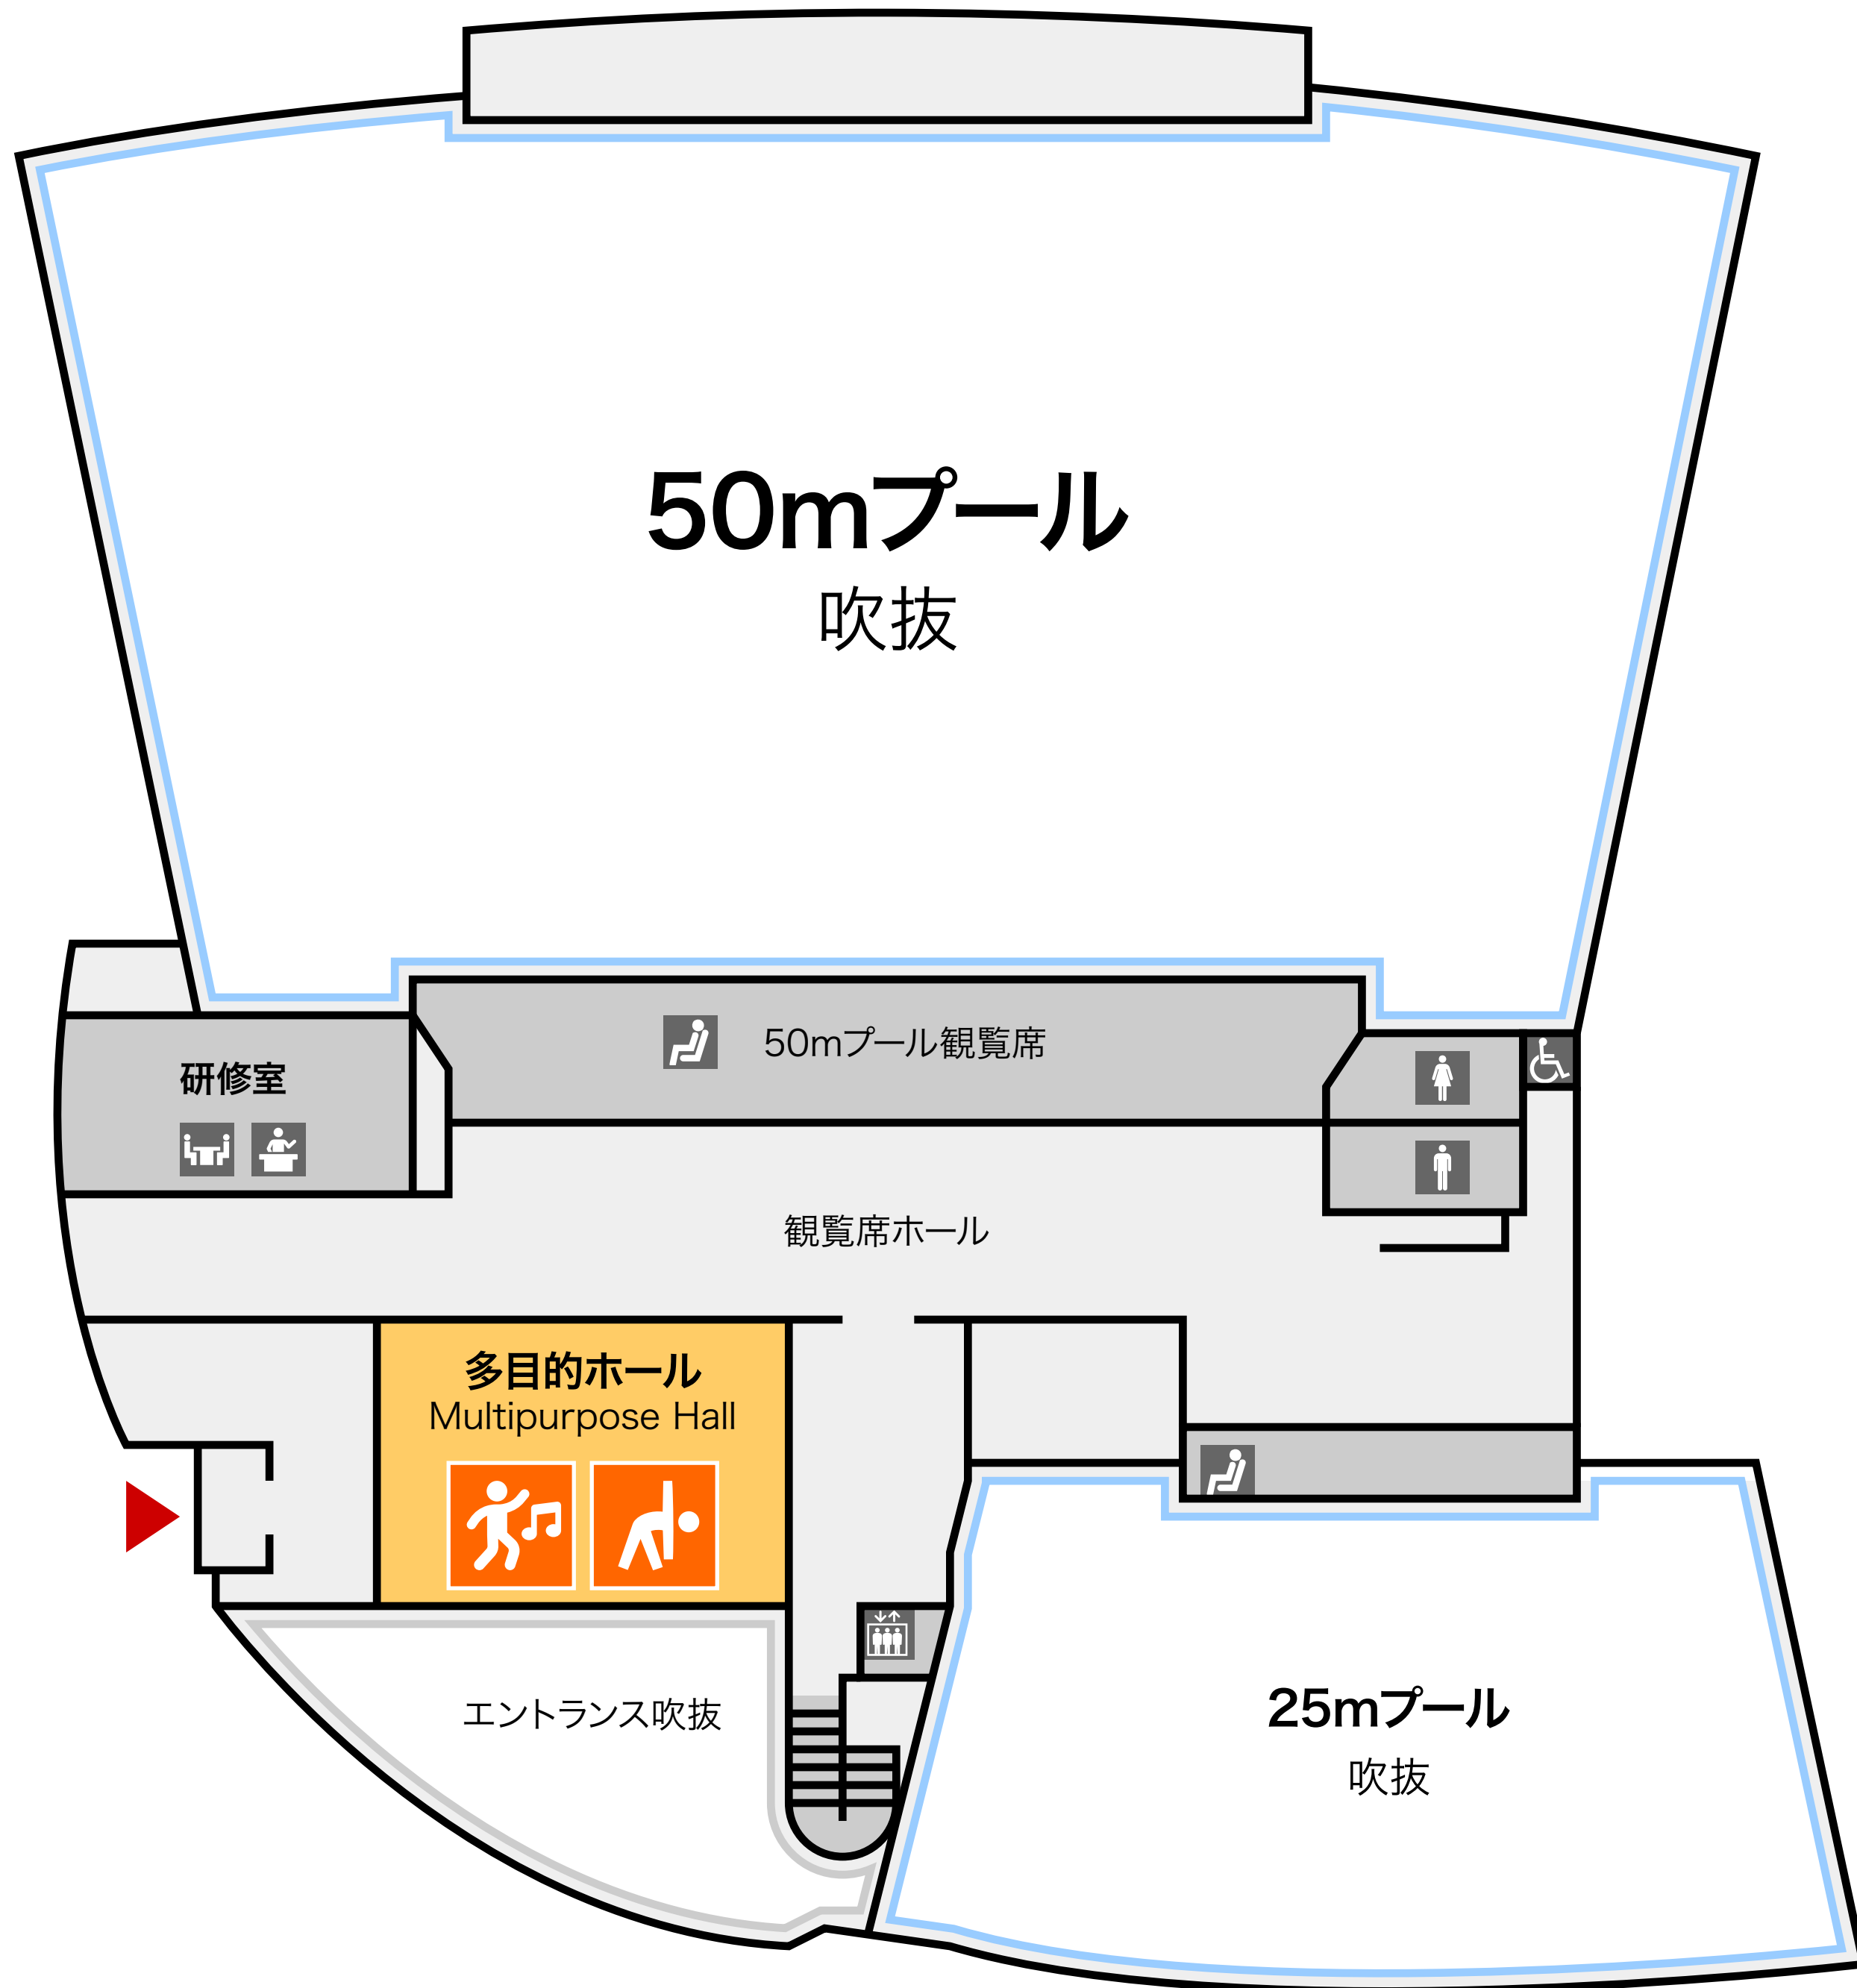 50mプール
吹抜
50mプール観覧席
研修室
観覧席ホール
多目的ホール
Multipurpose Hall
エントランス吹抜
25mプール
吹抜